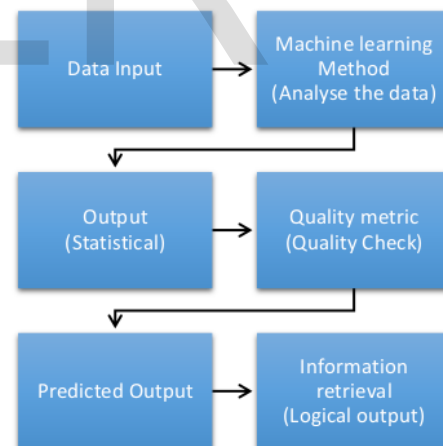 Data Input
Machine learning
Method
(Analyse the data)
Output
(Statistical)
Quality metric
(Quality Check)
Predicted Output
Information
retrieval
(Logical output)